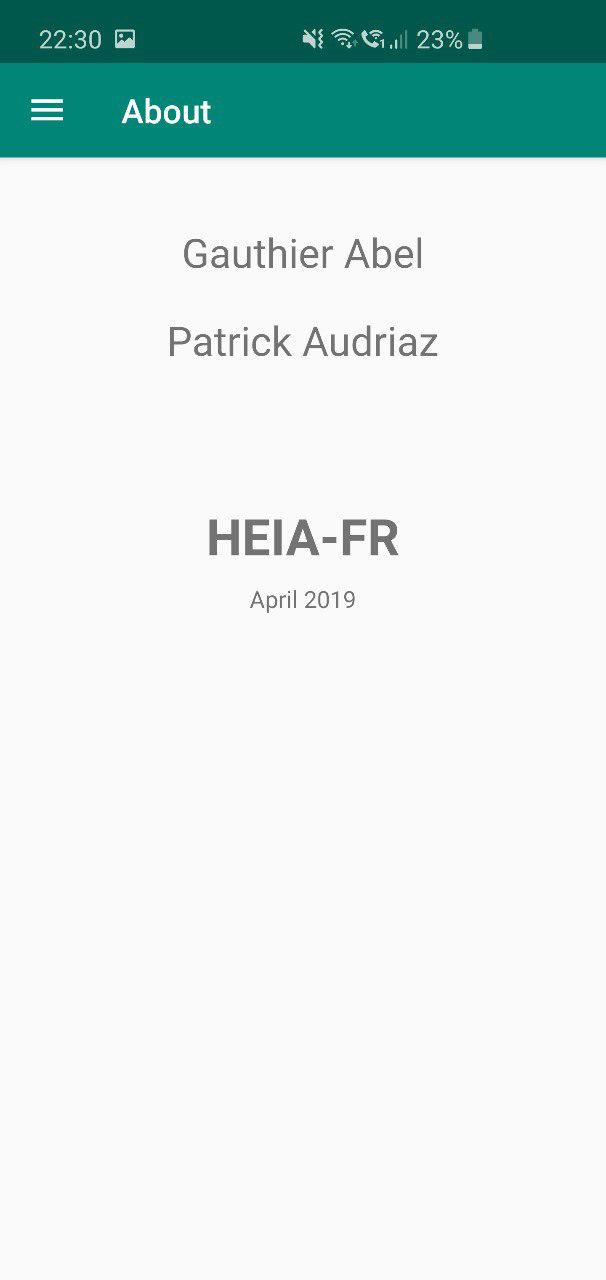 22:30 23%
About
Gauthier Abel
Patrick Audriaz
HEIA-FR
April 2019